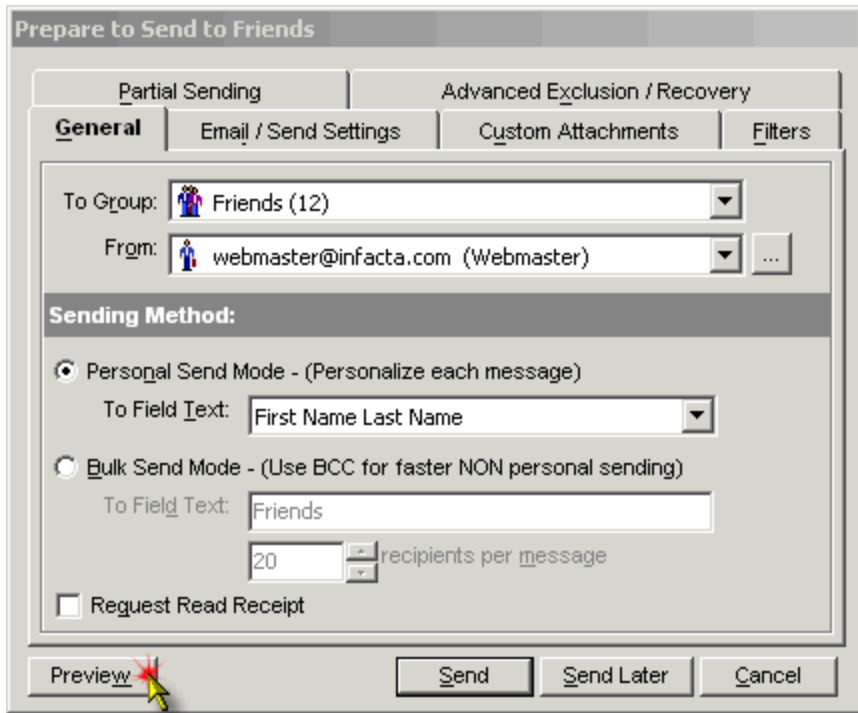 Prepare to Send to Friends
Partial Sending
Advanced Exclusion / Recovery
General
Email / Send Settings
Custom Attachments
Filters
To Group:
Friends (12)
From:
webmaster@infacta.com (Webmaster)
...
Sending Method:
Personal Send Mode - (Personalize each message)
To Field Text:
First Name Last Name
Bulk Send Mode - (Use BCC for faster NON personal sending)
To Field Text:
Friends
20
recipients per message
Request Read Receipt
Preview
Send
Send Later
Cancel